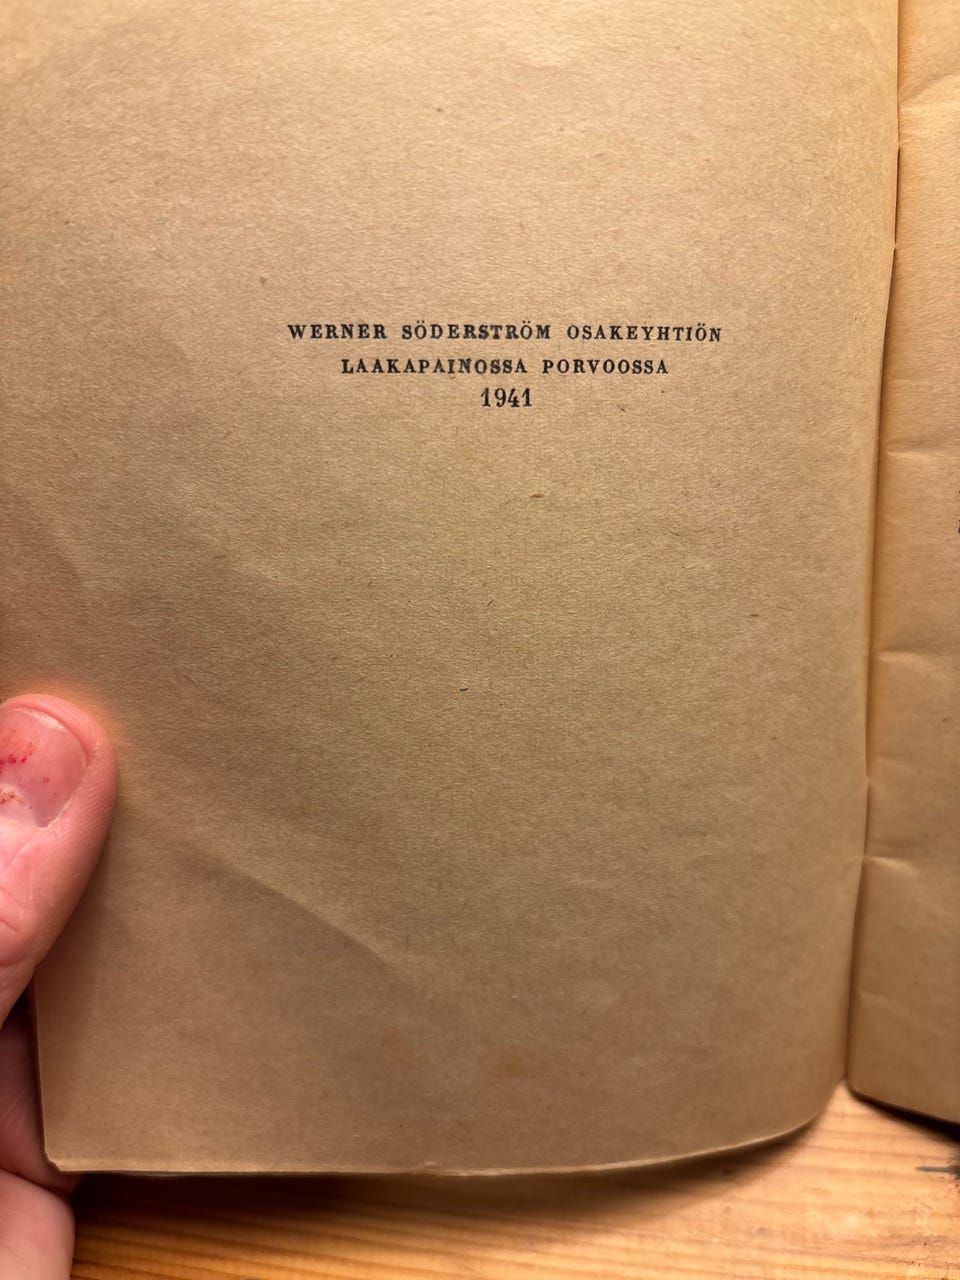 WERNER SÖDERSTRÖM OSAKEYHTIÖN
LAAKAPAINOSSA PORVOOSSA
1941